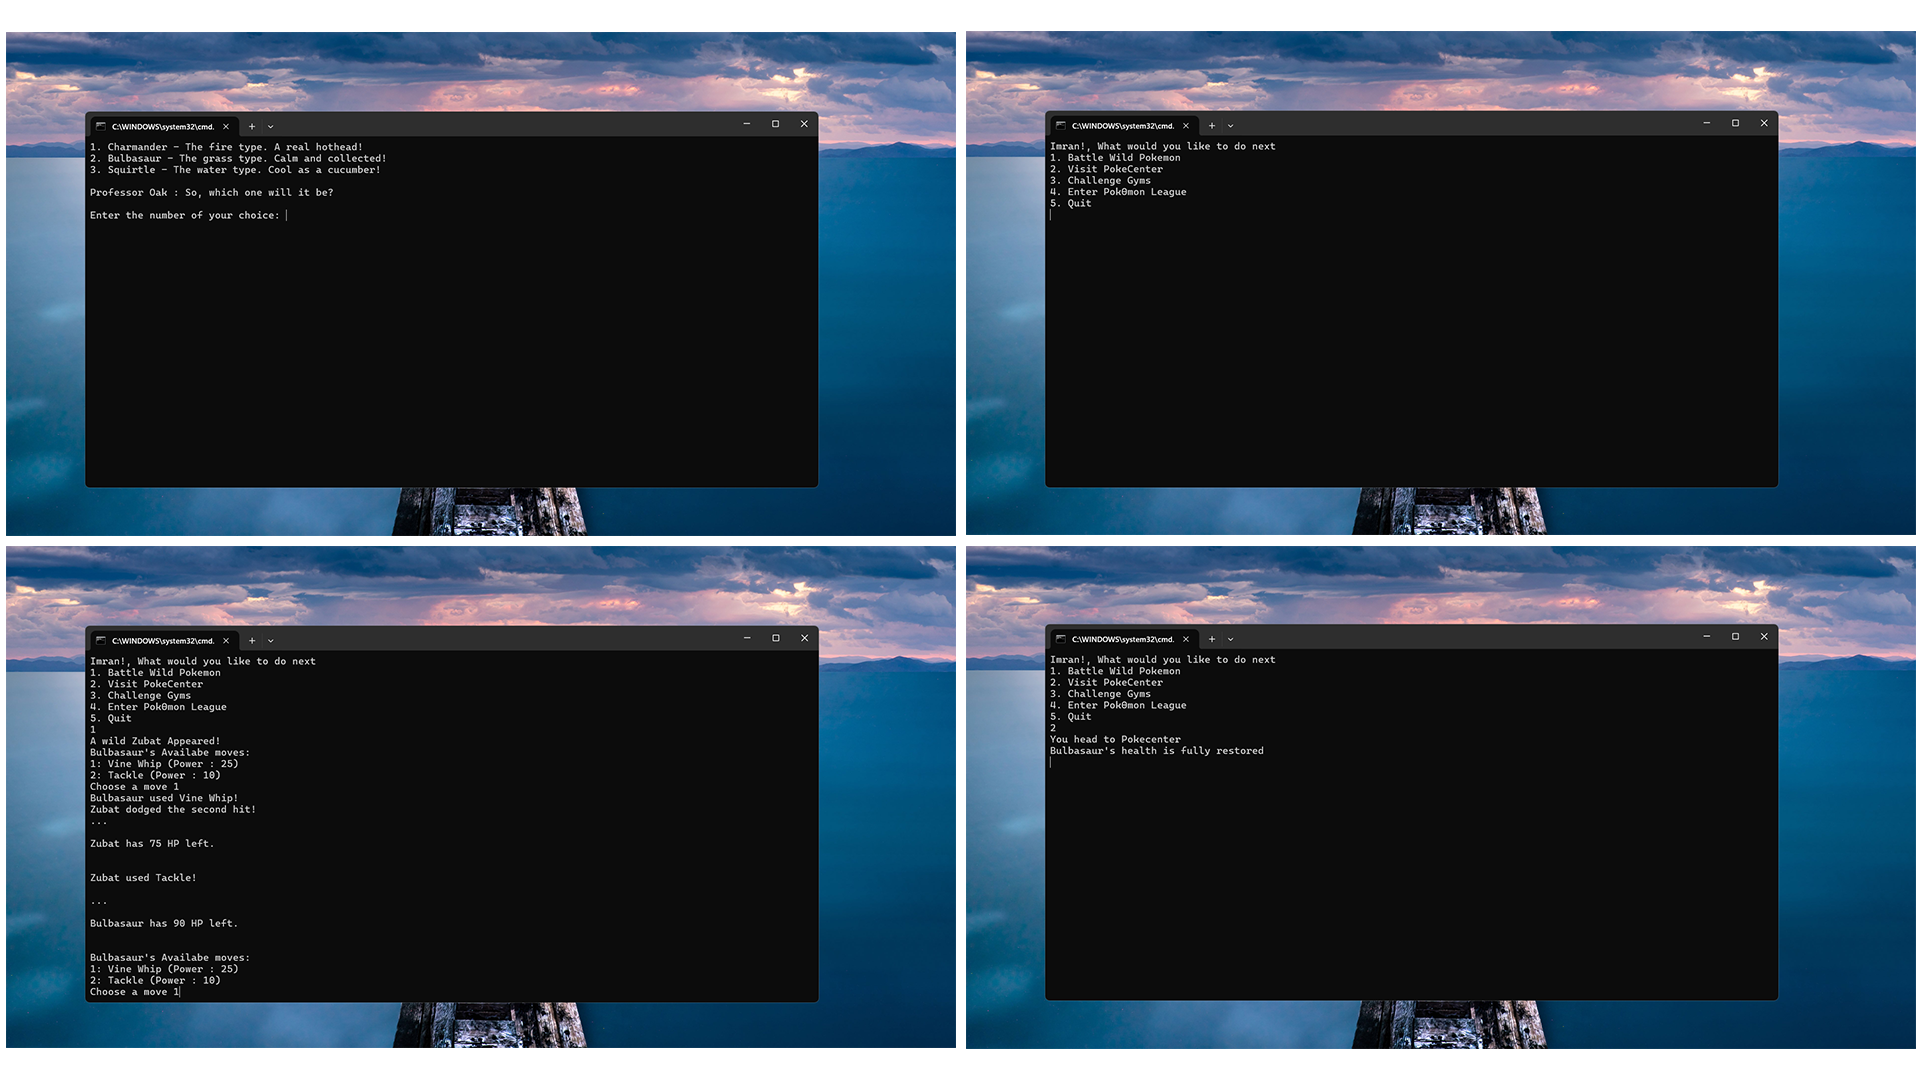 C:\WINDOWS\system32\cmd.
1. Charmander - The fire type. A real hothead!
2. Bulbasaur - The grass type. Calm and collected!
3. Squirtle - The water type. Cool as a cucumber!
Professor Oak : So, which one will it be?
Enter the number of your choice:
C:\WINDOWS\system32\cmd.
Imran!, What would you like to do next
1. Battle Wild Pokemon
2. Visit PokeCenter
3. Challenge Gyms
4. Enter PokΘmon League
5. Quit
C:\WINDOWS\system32\cmd.
Imran!, What would you like to do next
1. Battle Wild Pokemon
2. Visit PokeCenter
3. Challenge Gyms
4. Enter PokΘmon League
5. Quit
1
A wild Zubat Appeared!
Bulbasaur's Availabe moves:
1: Vine Whip (Power : 25)
2: Tackle (Power : 10)
Choose a move 1
Bulbasaur used Vine Whip!
Zubat dodged the second hit!
...
Zubat has 75 HP left.
Zubat used Tackle!
...
Bulbasaur has 90 HP left.
Bulbasaur's Availabe moves:
1: Vine Whip (Power : 25)
2: Tackle (Power : 10)
Choose a move 1
C:\WINDOWS\system32\cmd.
Imran!, What would you like to do next
1. Battle Wild Pokemon
2. Visit PokeCenter
3. Challenge Gyms
4. Enter PokΘmon League
5. Quit
2
You head to Pokecenter
Bulbasaur's health is fully restored